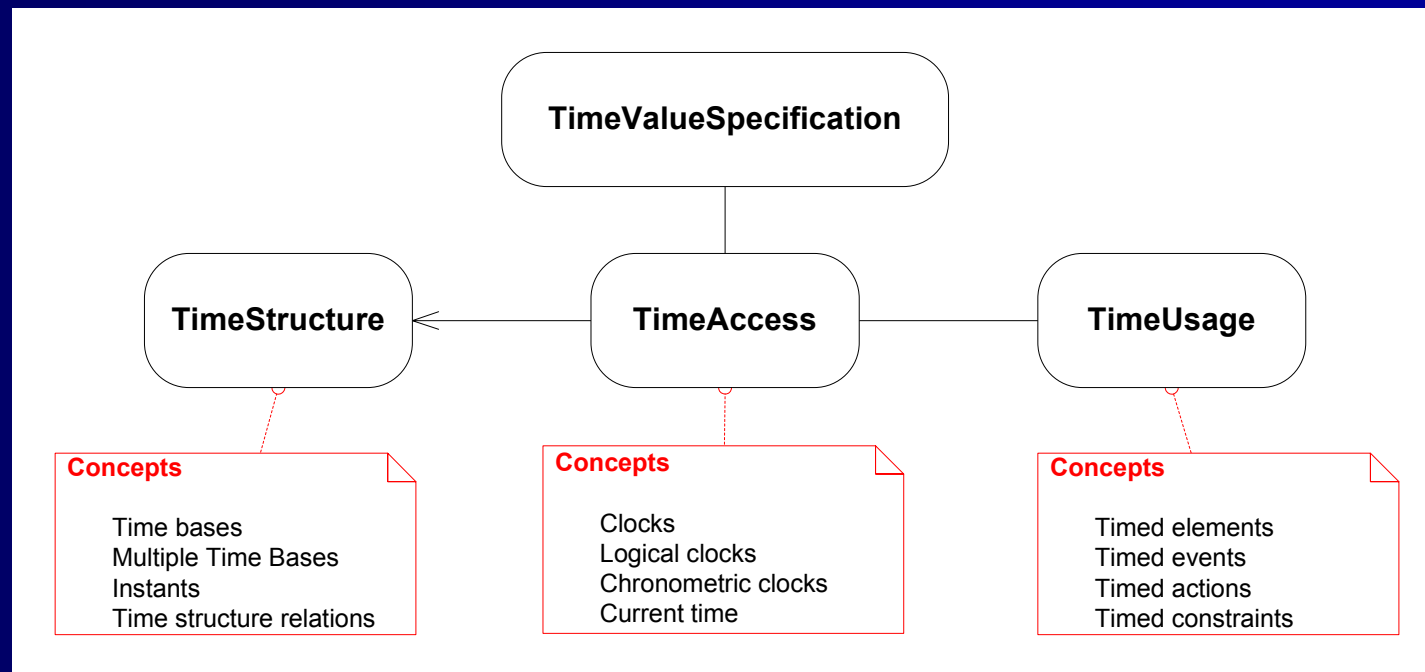 TimeValueSpecification
TimeStructure
TimeAccess
TimeUsage
Concepts
Time bases
Multiple Time Bases
Instants
Time structure relations
Concepts
Clocks
Logical clocks
Chronometric clocks
Current time
Concepts
Timed elements
Timed events
Timed actions
Timed constraints